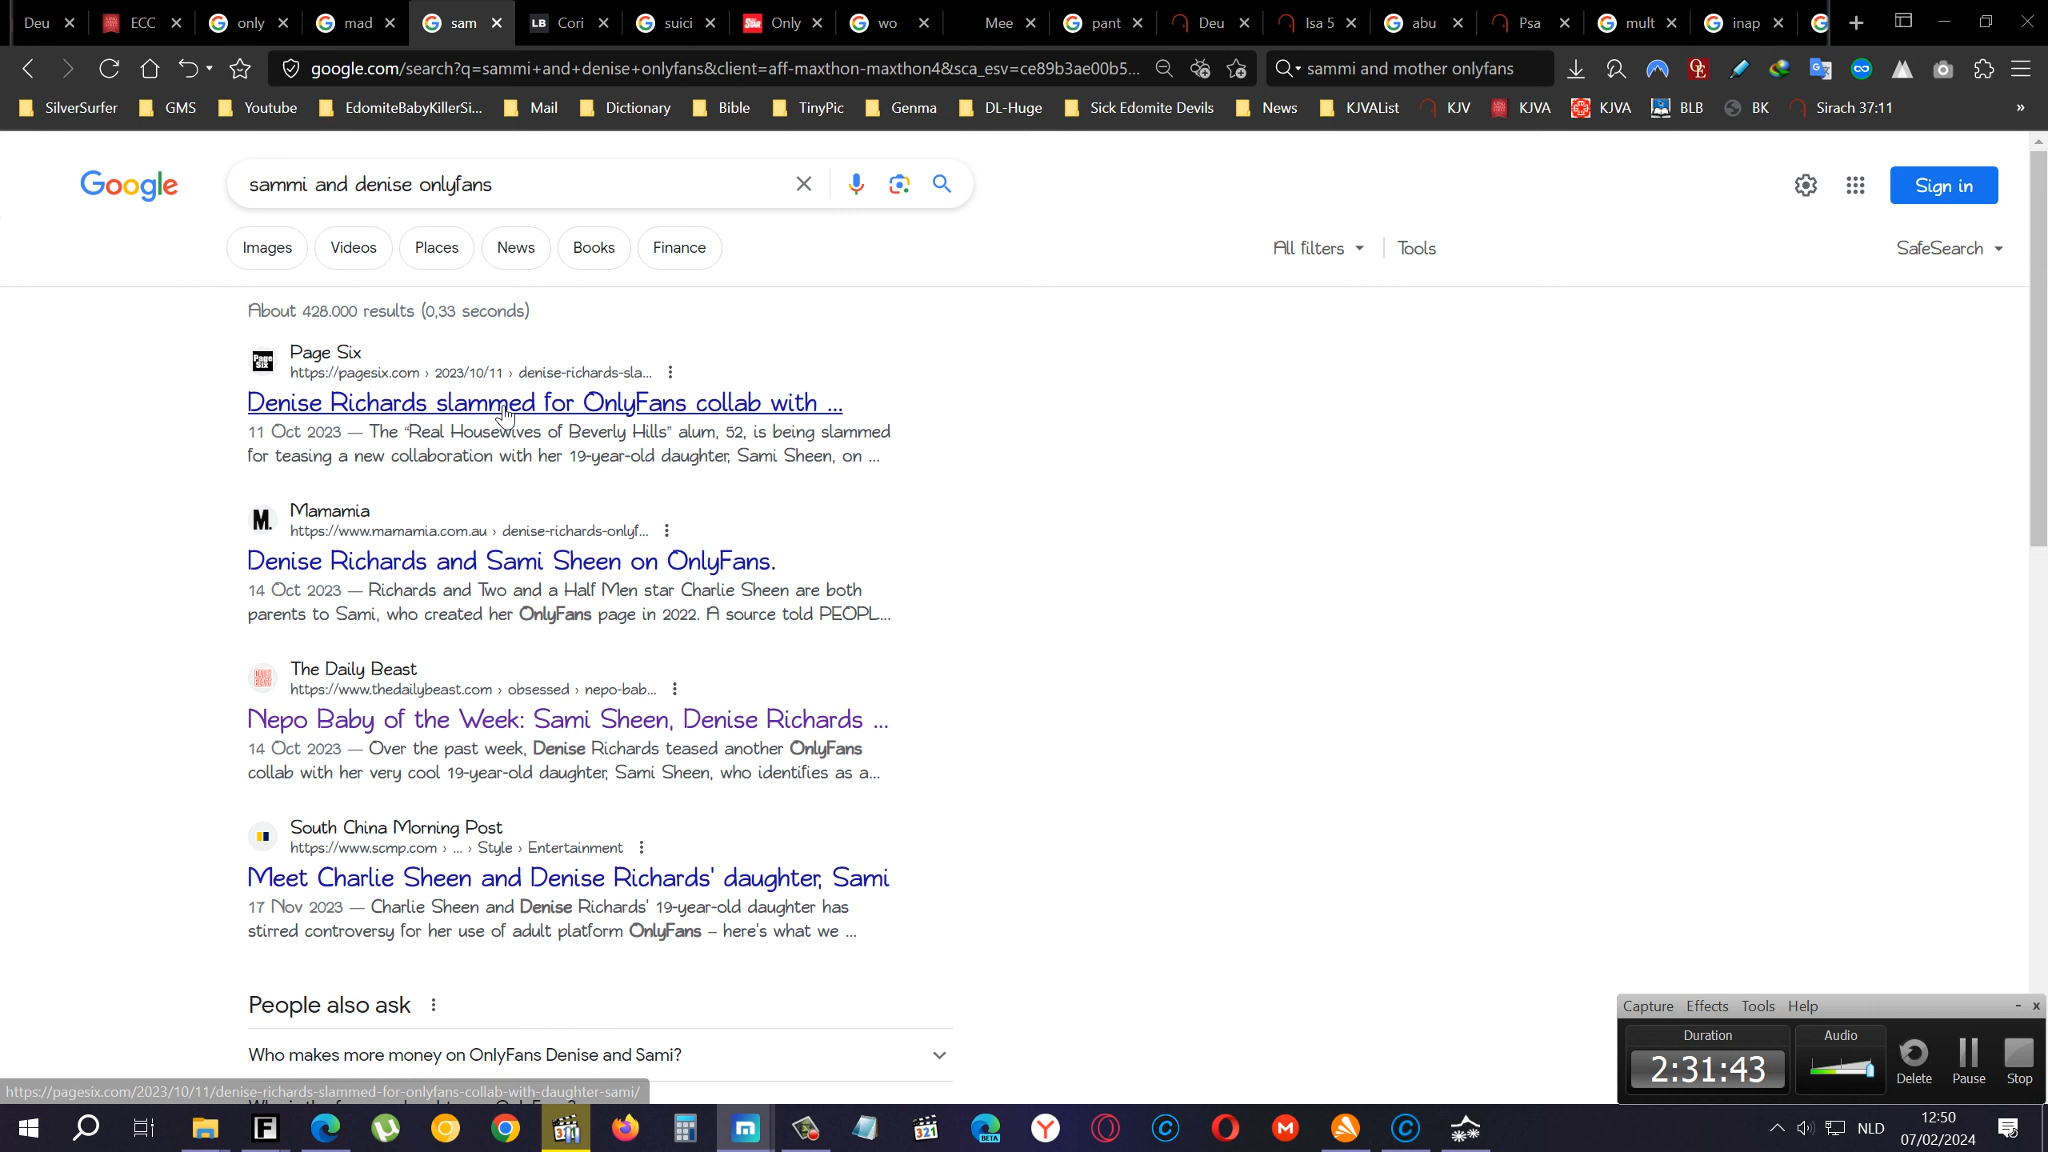 Deu ECC only mad sam LB Cori suici Only wo Mee pant Deu Isa 5 abu Psa mult inap
google.com/search?q=sammi+and+denise+onlyfans&client=aff-maxthon-maxthon4&sca_esv=ce89b3ae00b5... sammi and mother onlyfans
SilverSurfer GMS Youtube EdomiteBabyKillerSi... Mail Dictionary Bible TinyPic Genma DL-Huge Sick Edomite Devils News KJVAList KJV KJVA KJVA BLB BK Sirach 37:11 »
Google sammi and denise onlyfans Sign in
Images Videos Places News Books Finance All filters Tools SafeSearch
About 428.000 results (0,33 seconds)
Page Six
https://pagesix.com › 2023/10/11 › denise-richards-sla...
Denise Richards slammed for OnlyFans collab with ...
11 Oct 2023 — The "Real Housewives of Beverly Hills" alum, 52, is being slammed
for teasing a new collaboration with her 19-year-old daughter, Sami Sheen, on ...
M. Mamamia
https://www.mamamia.com.au › denise-richards-onlyf...
Denise Richards and Sami Sheen on OnlyFans.
14 Oct 2023 — Richards and Two and a Half Men star Charlie Sheen are both
parents to Sami, who created her OnlyFans page in 2022. A source told PEOPL...
The Daily Beast
https://www.thedailybeast.com › obsessed › nepo-bab...
Nepo Baby of the Week: Sami Sheen, Denise Richards ...
14 Oct 2023 — Over the past week, Denise Richards teased another OnlyFans
collab with her very cool 19-year-old daughter, Sami Sheen, who identifies as a...
South China Morning Post
https://www.scmp.com › ... › Style › Entertainment
Meet Charlie Sheen and Denise Richards' daughter, Sami
17 Nov 2023 — Charlie Sheen and Denise Richards' 19-year-old daughter has
stirred controversy for her use of adult platform OnlyFans – here's what we ...
People also ask
Who makes more money on OnlyFans Denise and Sami?
https://pagesix.com/2023/10/11/denise-richards-slammed-for-onlyfans-collab-with-daughter-sami/
Capture Effects Tools Help
Duration Audio
2:31:43
Delete Pause Stop
NLD 12:50
07/02/2024